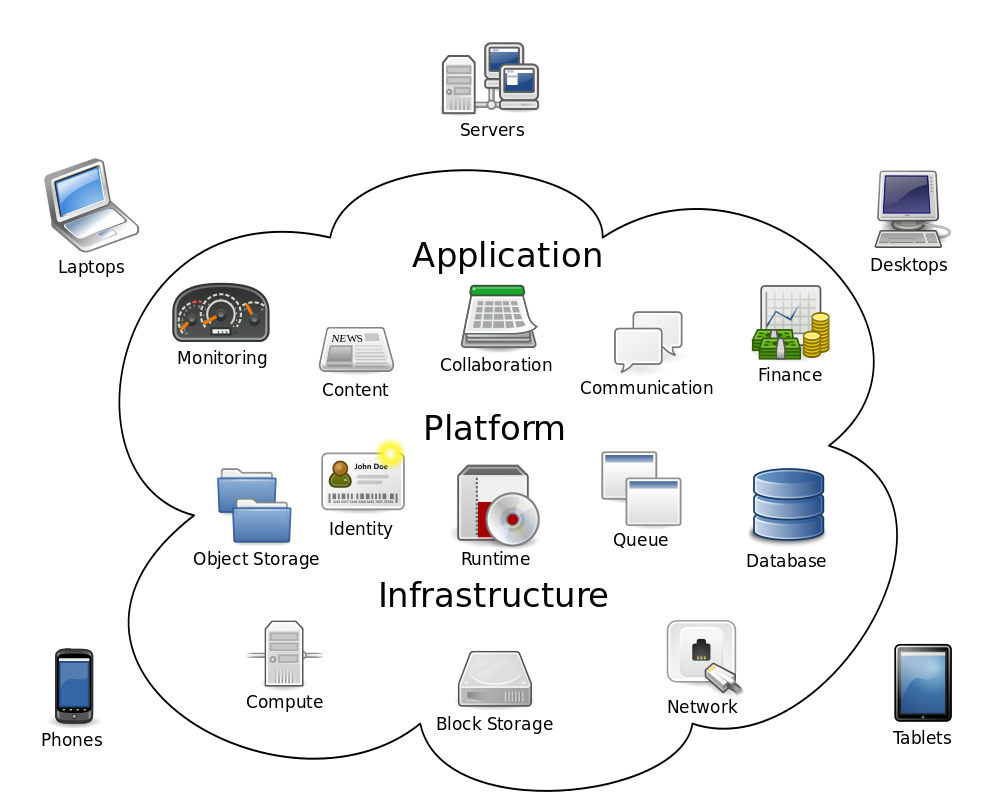 Servers
Laptops
Desktops
Application
Monitoring
NEWS
Content
Collaboration
Communication
Finance
Platform
John Doe
Object Storage
Identity
Runtime
Queue
Database
Infrastructure
Compute
Block Storage
Network
Phones
Tablets